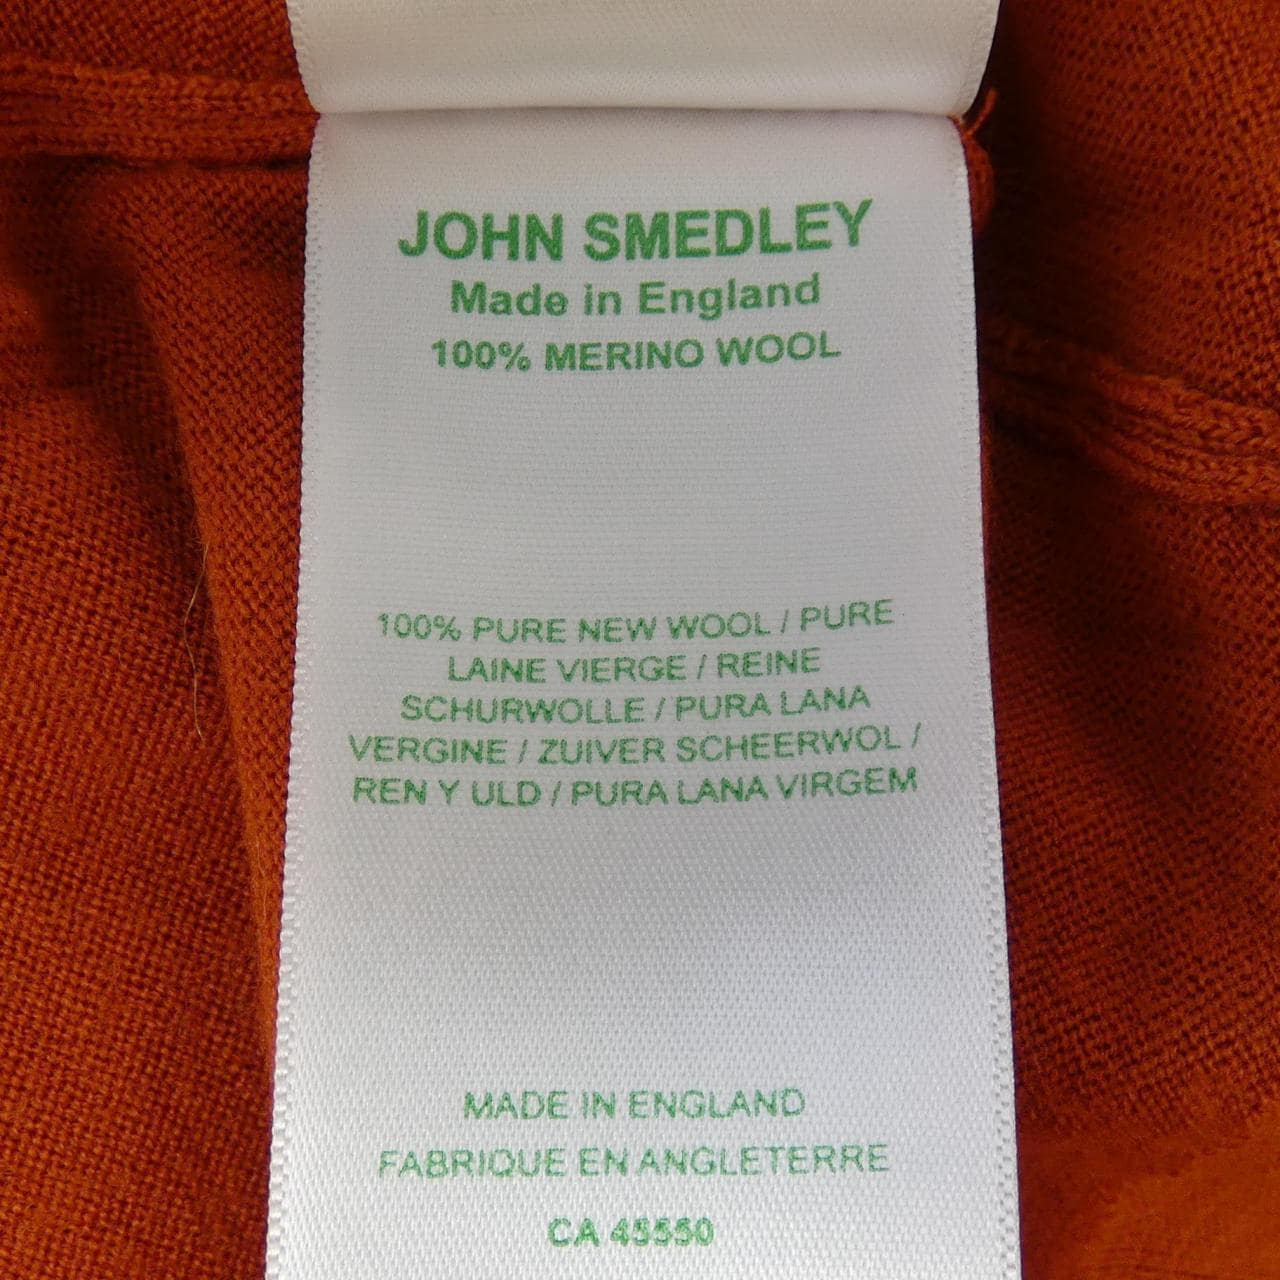 JOHN SMEDLEY
Made in England
100% MERINO WOOL
100% PURE NEW WOOL / PURE
LAINE VIERGE / REINE
SCHURWOLLE / PURA LANA
VERGINE / ZUIVER SCHEERWOL /
REN Y ULD / PURA LANA VIRGEM
MADE IN ENGLAND
FABRIQUE EN ANGLETERRE
CA 45550